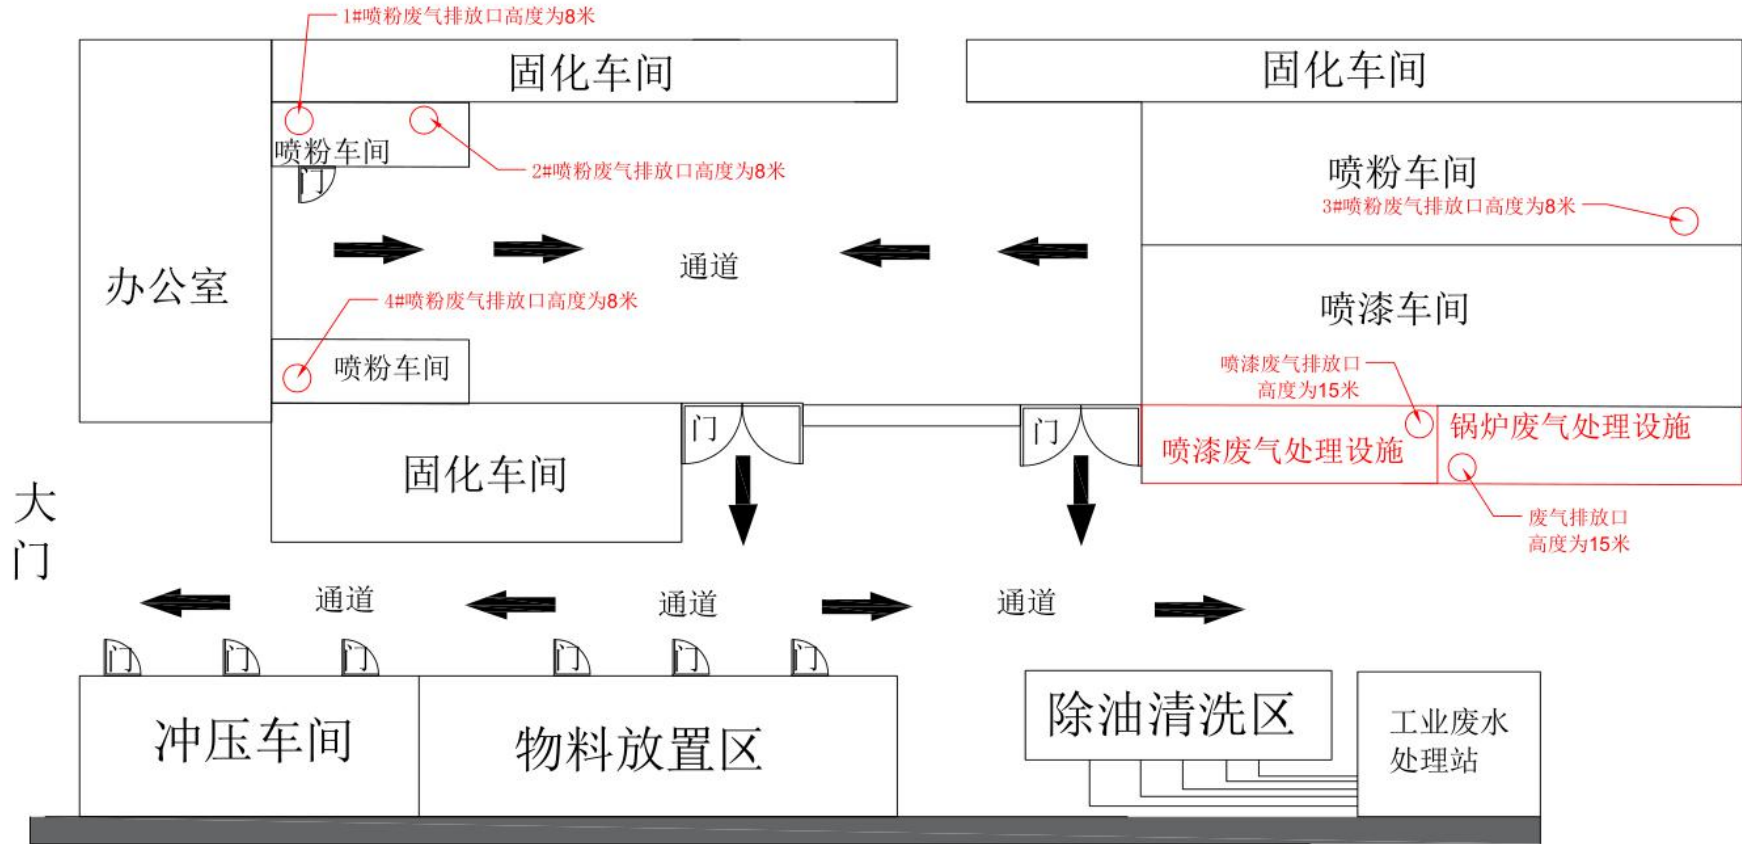 1#喷粉废气排放口高度为8米
固化车间
固化车间
喷粉车间
门
2#喷粉废气排放口高度为8米
喷粉车间
3#喷粉废气排放口高度为8米
办公室
通道
4#喷粉废气排放口高度为8米
喷漆车间
喷粉车间
喷漆废气排放口
高度为15米
门
门
喷漆废气处理设施
锅炉废气处理设施
固化车间
废气排放口
高度为15米
大
门
通道
通道
通道
门
门
门
门
门
门
冲压车间
物料放置区
除油清洗区
工业废水
处理站